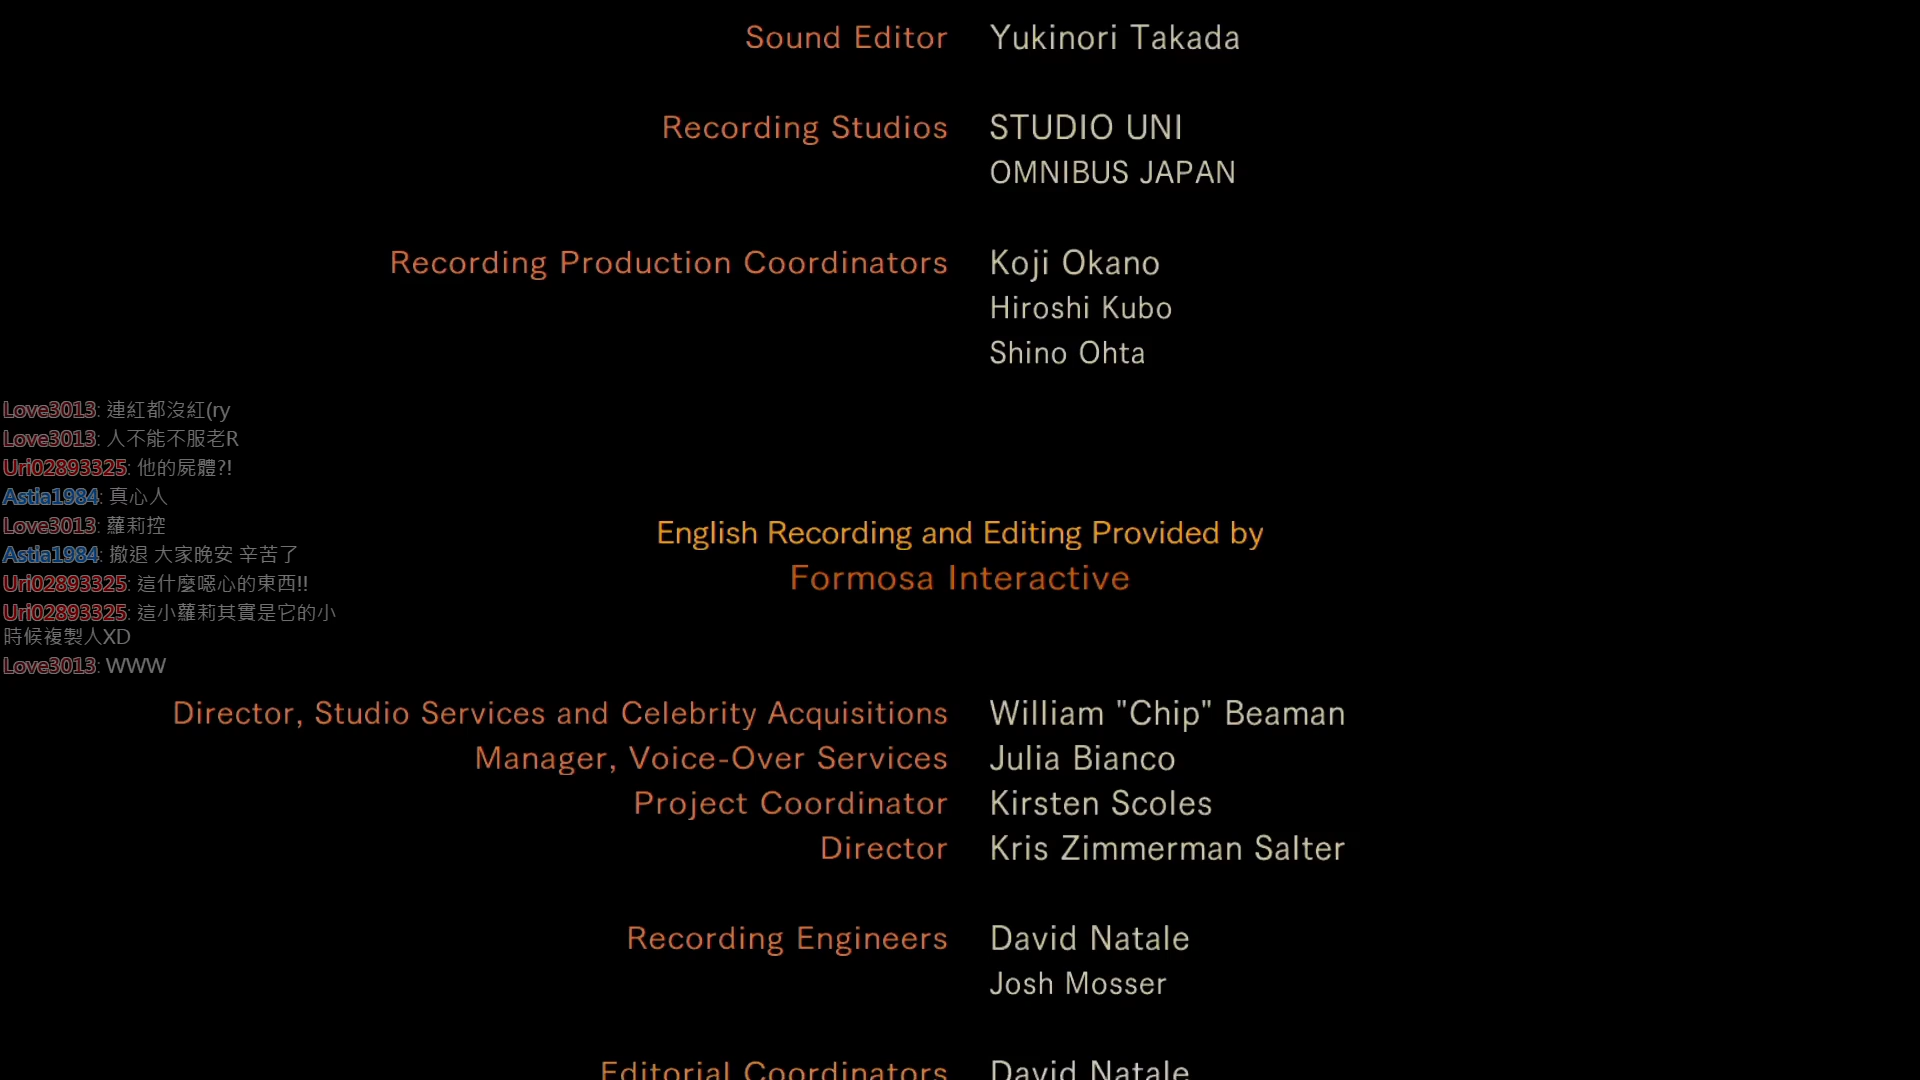 Sound Editor Yukinori Takada
Recording Studios STUDIO UNI
OMNIBUS JAPAN
Recording Production Coordinators Koji Okano
Hiroshi Kubo
Shino Ohta
Love3013: 連紅都沒紅(ry
Love3013: 人不能不服老R
Uri02893325: 他的屍體?!
Astia1984: 真心人
Love3013: 蘿莉控
Astia1984: 撤退 大家晚安 辛苦了
Uri02893325: 這什麼噁心的東西!!
Uri02893325: 這小蘿莉其實是它的小
時候複製人XD
Love3013: WWW
English Recording and Editing Provided by
Formosa Interactive
Director, Studio Services and Celebrity Acquisitions William "Chip" Beaman
Manager, Voice-Over Services Julia Bianco
Project Coordinator Kirsten Scoles
Director Kris Zimmerman Salter
Recording Engineers David Natale
Josh Mosser
Editorial Coordinators David Natale